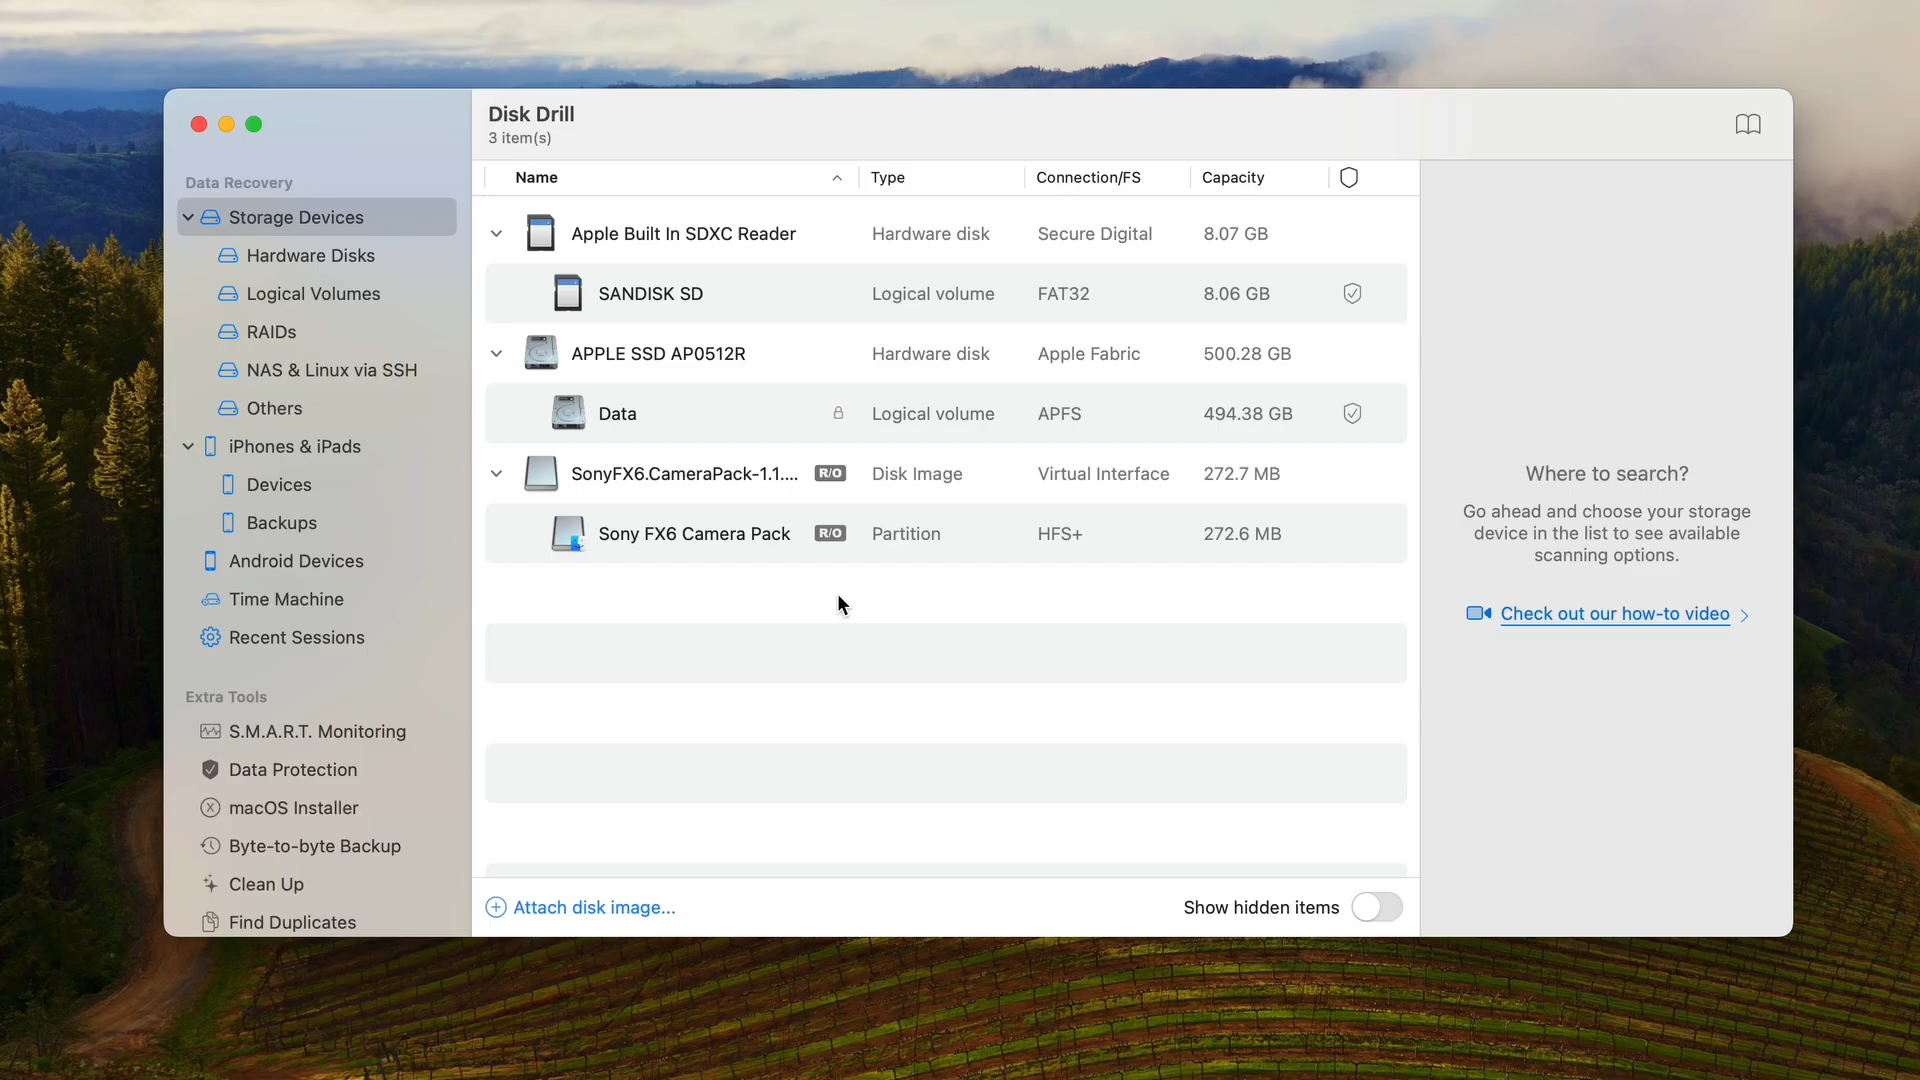 Disk Drill
3 item(s)
Data Recovery
Storage Devices
Hardware Disks
Logical Volumes
RAIDs
NAS & Linux via SSH
Others
iPhones & iPads
Devices
Backups
Android Devices
Time Machine
Recent Sessions
Extra Tools
S.M.A.R.T. Monitoring
Data Protection
macOS Installer
Byte-to-byte Backup
Clean Up
Find Duplicates
Name Type Connection/FS Capacity
Apple Built In SDXC Reader Hardware disk Secure Digital 8.07 GB
SANDISK SD Logical volume FAT32 8.06 GB
APPLE SSD AP0512R Hardware disk Apple Fabric 500.28 GB
Data Logical volume APFS 494.38 GB
SonyFX6.CameraPack-1.1.... R/O Disk Image Virtual Interface 272.7 MB
Sony FX6 Camera Pack R/O Partition HFS+ 272.6 MB
Attach disk image... Show hidden items
Where to search?
Go ahead and choose your storage
device in the list to see available
scanning options.
Check out our how-to video